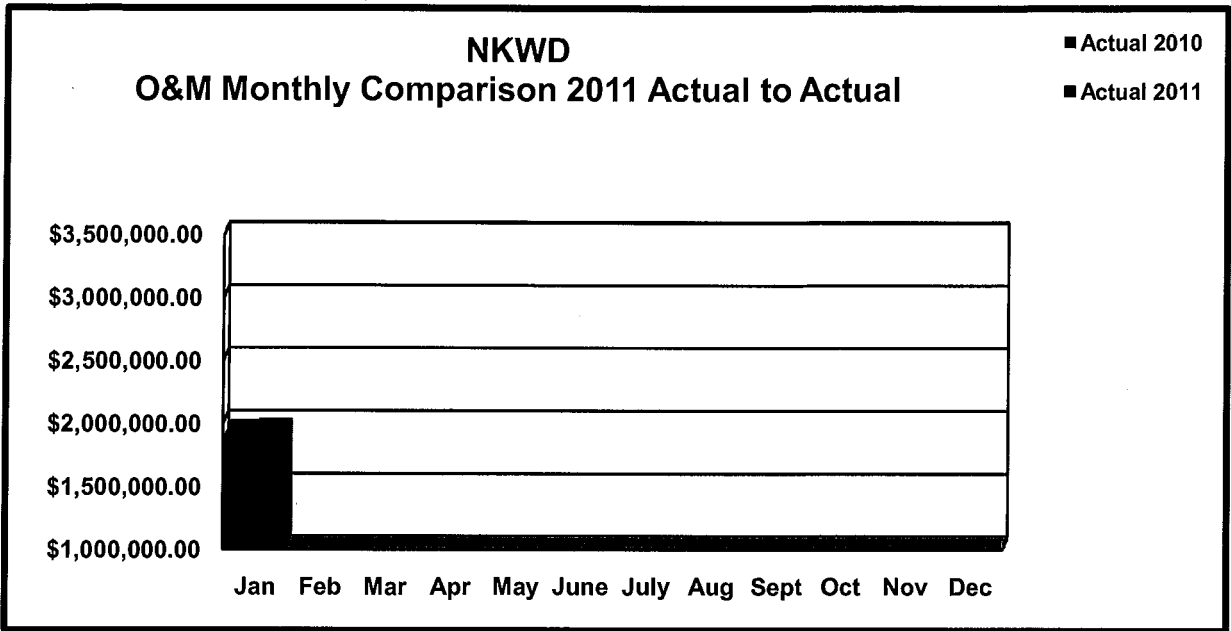 NKWD
O&M Monthly Comparison 2011 Actual to Actual
Actual 2010
Actual 2011
$3,500,000.00
$3,000,000.00
$2,500,000.00
$2,000,000.00
$1,500,000.00
$1,000,000.00
Jan Feb Mar Apr May June July Aug Sept Oct Nov Dec